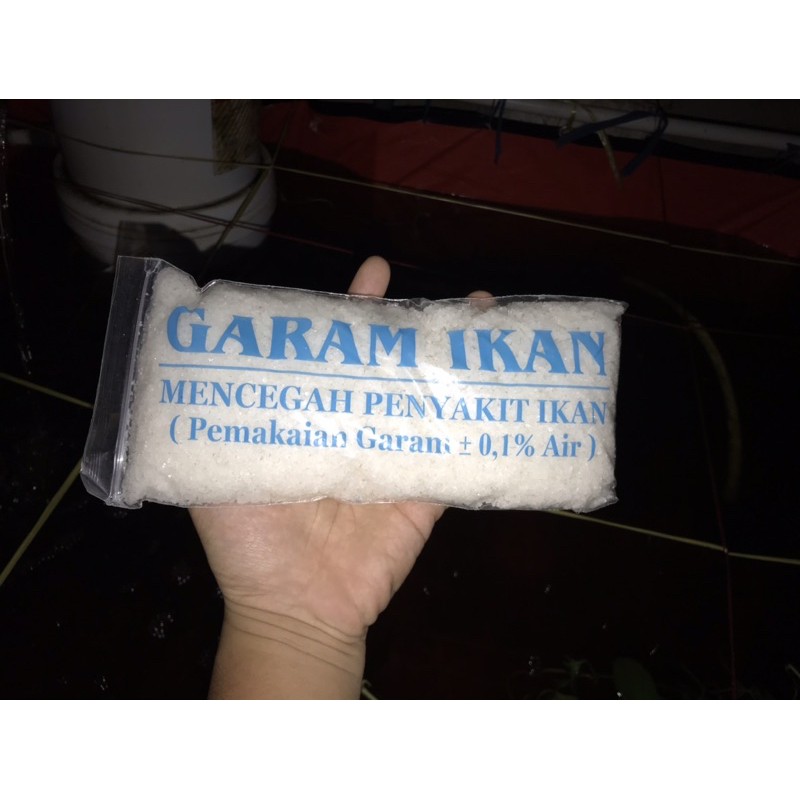 GARAM IKAN
MENCEGAH PENYAKIT IKAN
( Pemakaian Garam ± 0,1% Air )